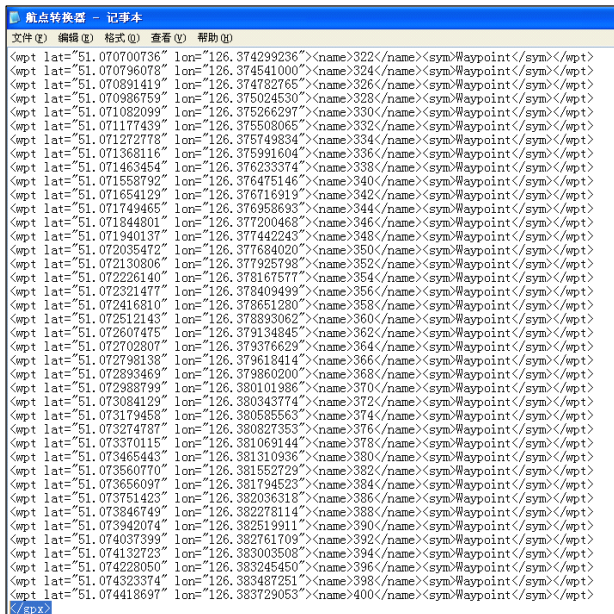 航点转换器 - 记事本
文件(F) 编辑(E) 格式(O) 查看(V) 帮助(H)
<wpt lat="51.070700736" lon="126.374299236"><name>322</name><sym>Waypoint</sym></wpt>
<wpt lat="51.070796078" lon="126.374541000"><name>324</name><sym>Waypoint</sym></wpt>
<wpt lat="51.070891419" lon="126.374782765"><name>326</name><sym>Waypoint</sym></wpt>
<wpt lat="51.070986759" lon="126.375024530"><name>328</name><sym>Waypoint</sym></wpt>
<wpt lat="51.071082099" lon="126.375266297"><name>330</name><sym>Waypoint</sym></wpt>
<wpt lat="51.071177439" lon="126.375508065"><name>332</name><sym>Waypoint</sym></wpt>
<wpt lat="51.071272778" lon="126.375749834"><name>334</name><sym>Waypoint</sym></wpt>
<wpt lat="51.071368116" lon="126.375991604"><name>336</name><sym>Waypoint</sym></wpt>
<wpt lat="51.071463454" lon="126.376233374"><name>338</name><sym>Waypoint</sym></wpt>
<wpt lat="51.071558792" lon="126.376475146"><name>340</name><sym>Waypoint</sym></wpt>
<wpt lat="51.071654129" lon="126.376716919"><name>342</name><sym>Waypoint</sym></wpt>
<wpt lat="51.071749465" lon="126.376958693"><name>344</name><sym>Waypoint</sym></wpt>
<wpt lat="51.071844801" lon="126.377200468"><name>346</name><sym>Waypoint</sym></wpt>
<wpt lat="51.071940137" lon="126.377442243"><name>348</name><sym>Waypoint</sym></wpt>
<wpt lat="51.072035472" lon="126.377684020"><name>350</name><sym>Waypoint</sym></wpt>
<wpt lat="51.072130806" lon="126.377925798"><name>352</name><sym>Waypoint</sym></wpt>
<wpt lat="51.072226140" lon="126.378167577"><name>354</name><sym>Waypoint</sym></wpt>
<wpt lat="51.072321477" lon="126.378409499"><name>356</name><sym>Waypoint</sym></wpt>
<wpt lat="51.072416810" lon="126.378651280"><name>358</name><sym>Waypoint</sym></wpt>
<wpt lat="51.072512143" lon="126.378893062"><name>360</name><sym>Waypoint</sym></wpt>
<wpt lat="51.072607475" lon="126.379134845"><name>362</name><sym>Waypoint</sym></wpt>
<wpt lat="51.072702807" lon="126.379376629"><name>364</name><sym>Waypoint</sym></wpt>
<wpt lat="51.072798138" lon="126.379618414"><name>366</name><sym>Waypoint</sym></wpt>
<wpt lat="51.072893469" lon="126.379860200"><name>368</name><sym>Waypoint</sym></wpt>
<wpt lat="51.072988799" lon="126.380101986"><name>370</name><sym>Waypoint</sym></wpt>
<wpt lat="51.073084129" lon="126.380343774"><name>372</name><sym>Waypoint</sym></wpt>
<wpt lat="51.073179458" lon="126.380585563"><name>374</name><sym>Waypoint</sym></wpt>
<wpt lat="51.073274787" lon="126.380827353"><name>376</name><sym>Waypoint</sym></wpt>
<wpt lat="51.073370115" lon="126.381069144"><name>378</name><sym>Waypoint</sym></wpt>
<wpt lat="51.073465443" lon="126.381310936"><name>380</name><sym>Waypoint</sym></wpt>
<wpt lat="51.073560770" lon="126.381552729"><name>382</name><sym>Waypoint</sym></wpt>
<wpt lat="51.073656097" lon="126.381794523"><name>384</name><sym>Waypoint</sym></wpt>
<wpt lat="51.073751423" lon="126.382036318"><name>386</name><sym>Waypoint</sym></wpt>
<wpt lat="51.073846749" lon="126.382278114"><name>388</name><sym>Waypoint</sym></wpt>
<wpt lat="51.073942074" lon="126.382519911"><name>390</name><sym>Waypoint</sym></wpt>
<wpt lat="51.074037399" lon="126.382761709"><name>392</name><sym>Waypoint</sym></wpt>
<wpt lat="51.074132723" lon="126.383003508"><name>394</name><sym>Waypoint</sym></wpt>
<wpt lat="51.074228050" lon="126.383245450"><name>396</name><sym>Waypoint</sym></wpt>
<wpt lat="51.074323374" lon="126.383487251"><name>398</name><sym>Waypoint</sym></wpt>
<wpt lat="51.074418697" lon="126.383729053"><name>400</name><sym>Waypoint</sym></wpt>
</gpx>